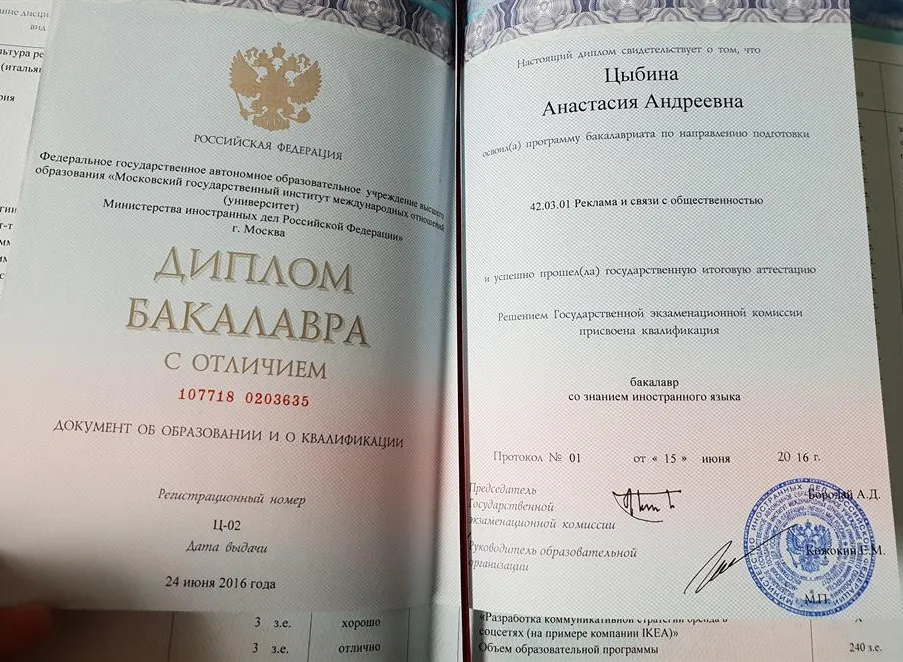 РОССИЙСКАЯ ФЕДЕРАЦИЯ
Федеральное государственное автономное образовательное учреждение высшего
образования «Московский государственный институт международных отношений
(университет)
Министерства иностранных дел Российской Федерации»
г. Москва
ДИПЛОМ
БАКАЛАВРА
С ОТЛИЧИЕМ
107718 0203635
ДОКУМЕНТ ОБ ОБРАЗОВАНИИ И О КВАЛИФИКАЦИИ
Регистрационный номер
Ц-02
Дата выдачи
24 июня 2016 года
Настоящий диплом свидетельствует о том, что
Цыбина
Анастасия Андреевна
освоил(а) программу бакалавриата по направлению подготовки
42.03.01 Реклама и связи с общественностью
и успешно прошел(ла) государственную итоговую аттестацию
Решением Государственной экзаменационной комиссии
присвоена квалификация
бакалавр
со знанием иностранного языка
Протокол № 01 от « 15 » июня 2016 г.
Председатель
Государственной
экзаменационной комиссии
Бородай А.Д.
Руководитель образовательной
организации
Кожокин Е.М.
М.П.
3 з.е. хорошо
3 з.е. отлично
"Разработка коммуникативной стратегии бренда в
соцсетях (на примере компании IKEA)»
Объем образовательной программы 240 з.е.